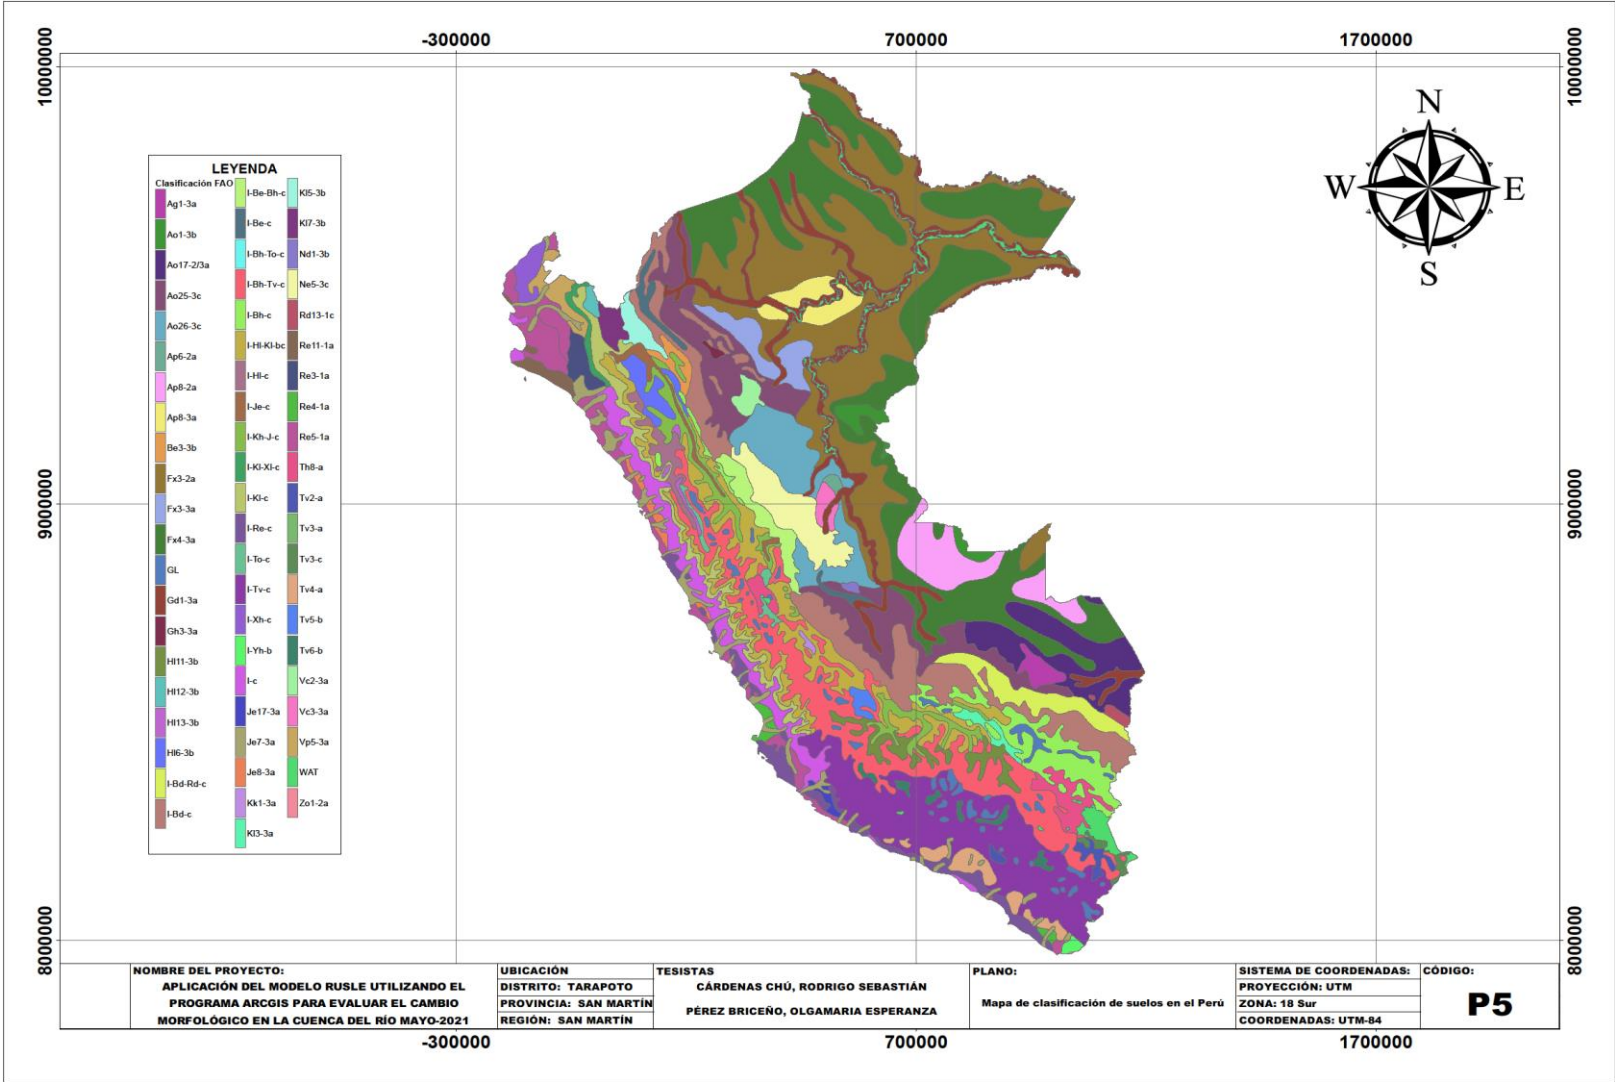 -300000
700000
1700000
10000000
10000000
N
W
E
S
LEYENDA
Clasificación FAO
Ag1-3a
Ao1-3b
Ao17-2/3a
Ao25-3c
Ao26-3c
Ap6-2a
Ap8-2a
Ap8-3a
Be3-3b
Fx3-2a
Fx3-3a
Fx4-3a
GL
Gd1-3a
Gh3-3a
Hl11-3b
Hl12-3b
Hl13-3b
Hl6-3b
I-Bd-Rd-c
I-Bd-c
I-Be-Bh-c
I-Be-c
I-Bh-To-c
I-Bh-Tv-c
I-Bh-c
I-Hl-Kl-bc
I-Hl-c
I-Je-c
I-Kh-J-c
I-Kl-Xl-c
I-Kl-c
I-Re-c
I-To-c
I-Tv-c
I-Xh-c
I-Yh-b
I-c
Je17-3a
Je7-3a
Je8-3a
Kk1-3a
Kl3-3a
Kl5-3b
Kl7-3b
Nd1-3b
Ne5-3c
Rd13-1c
Re11-1a
Re3-1a
Re4-1a
Re5-1a
Th8-a
Tv2-a
Tv3-a
Tv3-c
Tv4-a
Tv5-b
Tv6-b
Vc2-3a
Vc3-3a
Vp5-3a
WAT
Zo1-2a
9000000
9000000
8000000
8000000
NOMBRE DEL PROYECTO:
APLICACIÓN DEL MODELO RUSLE UTILIZANDO EL
PROGRAMA ARCGIS PARA EVALUAR EL CAMBIO
MORFOLÓGICO EN LA CUENCA DEL RÍO MAYO-2021
UBICACIÓN
DISTRITO: TARAPOTO
PROVINCIA: SAN MARTÍN
REGIÓN: SAN MARTÍN
TESISTAS
CÁRDENAS CHÚ, RODRIGO SEBASTIÁN
PÉREZ BRICEÑO, OLGAMARIA ESPERANZA
PLANO:
Mapa de clasificación de suelos en el Perú
SISTEMA DE COORDENADAS:
PROYECCIÓN: UTM
ZONA: 18 Sur
COORDENADAS: UTM-84
CÓDIGO:
P5
-300000
700000
1700000